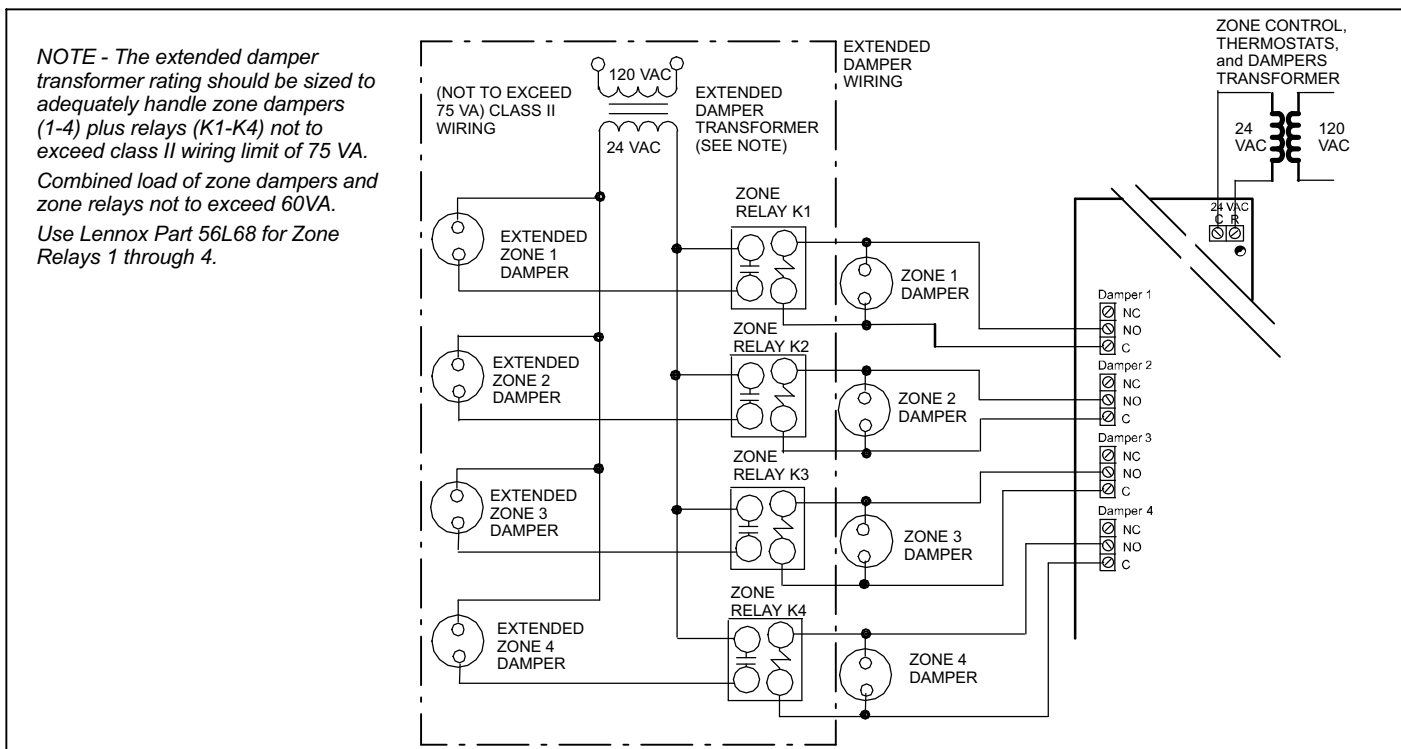 NOTE - The extended damper
transformer rating should be sized to
adequately handle zone dampers
(1-4) plus relays (K1-K4) not to
exceed class II wiring limit of 75 VA.
Combined load of zone dampers and
zone relays not to exceed 60VA.
Use Lennox Part 56L68 for Zone
Relays 1 through 4.
(NOT TO EXCEED
75 VA) CLASS II
WIRING
120 VAC
24 VAC
EXTENDED
DAMPER
TRANSFORMER
(SEE NOTE)
EXTENDED
DAMPER
WIRING
ZONE CONTROL,
THERMOSTATS,
and DAMPERS
TRANSFORMER
24
VAC
120
VAC
24 VAC
C R
EXTENDED
ZONE 1
DAMPER
ZONE
RELAY K1
ZONE 1
DAMPER
Damper 1
NC
NO
C
EXTENDED
ZONE 2
DAMPER
ZONE
RELAY K2
ZONE 2
DAMPER
Damper 2
NC
NO
C
EXTENDED
ZONE 3
DAMPER
ZONE
RELAY K3
ZONE 3
DAMPER
Damper 3
NC
NO
C
EXTENDED
ZONE 4
DAMPER
ZONE
RELAY K4
ZONE 4
DAMPER
Damper 4
NC
NO
C